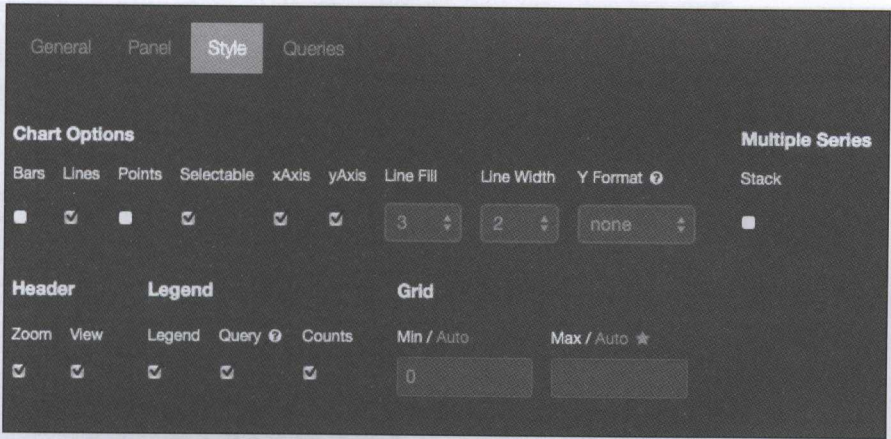 General Panel Style Queries
Chart Options Multiple Series
Bars Lines Points Selectable xAxis yAxis Line Fill Line Width Y Format ? Stack
3 2 none
Header Legend Grid
Zoom View Legend Query ? Counts Min / Auto Max / Auto ★
0